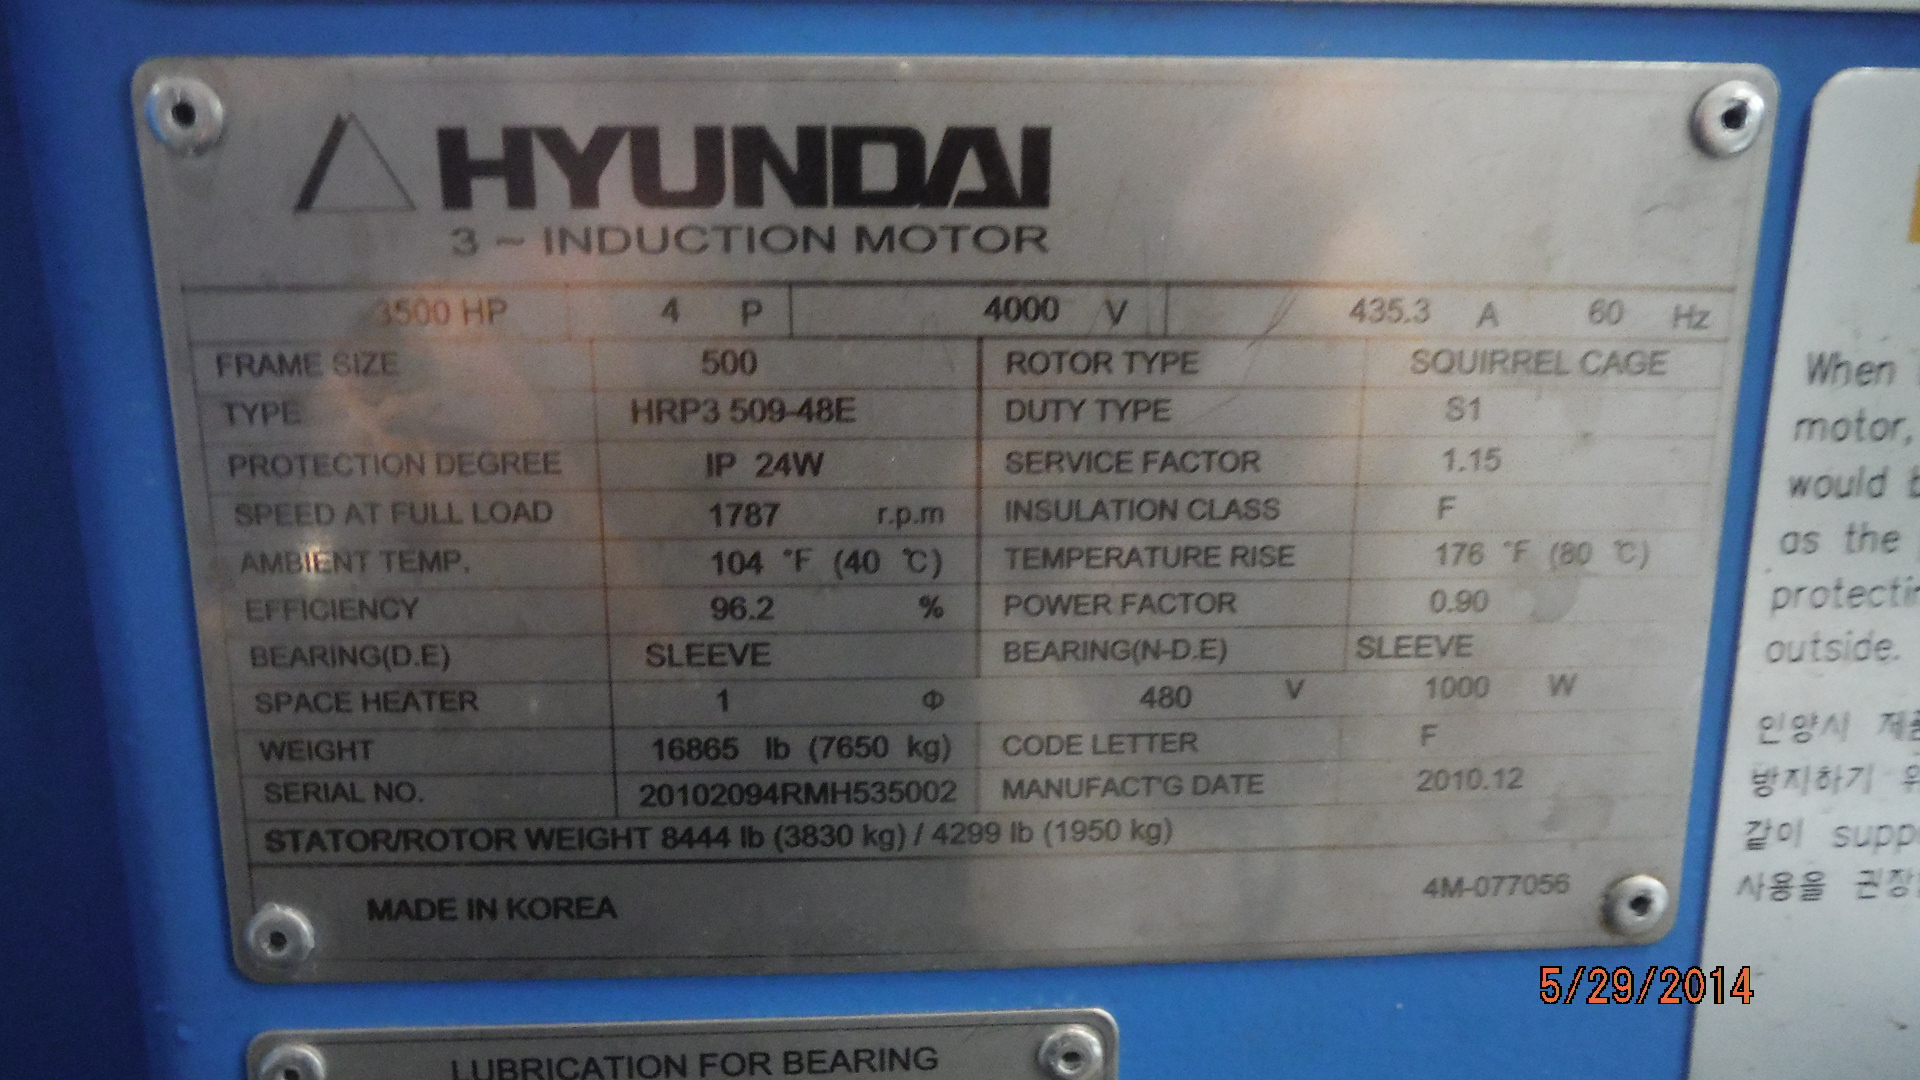 HYUNDAI
3 ~ INDUCTION MOTOR
3500 HP 4 P 4000 V 435.3 A 60 Hz
FRAME SIZE 500 ROTOR TYPE SQUIRREL CAGE
TYPE HRP3 509-48E DUTY TYPE S1
PROTECTION DEGREE IP 24W SERVICE FACTOR 1.15
SPEED AT FULL LOAD 1787 r.p.m INSULATION CLASS F
AMBIENT TEMP. 104 °F (40 ℃) TEMPERATURE RISE 176 °F (80 ℃)
EFFICIENCY 96.2 % POWER FACTOR 0.90
BEARING(D.E) SLEEVE BEARING(N-D.E) SLEEVE
SPACE HEATER 1 Φ 480 V 1000 W
WEIGHT 16865 lb (7650 kg) CODE LETTER F
SERIAL NO. 20102094RMH535002 MANUFACT'G DATE 2010.12
STATOR/ROTOR WEIGHT 8444 lb (3830 kg) / 4299 lb (1950 kg)
MADE IN KOREA 4M-077056
LUBRICATION FOR BEARING
When
motor,
would
as the
protecting
outside.
인양시
방지하기
같이
사용을
5/29/2014